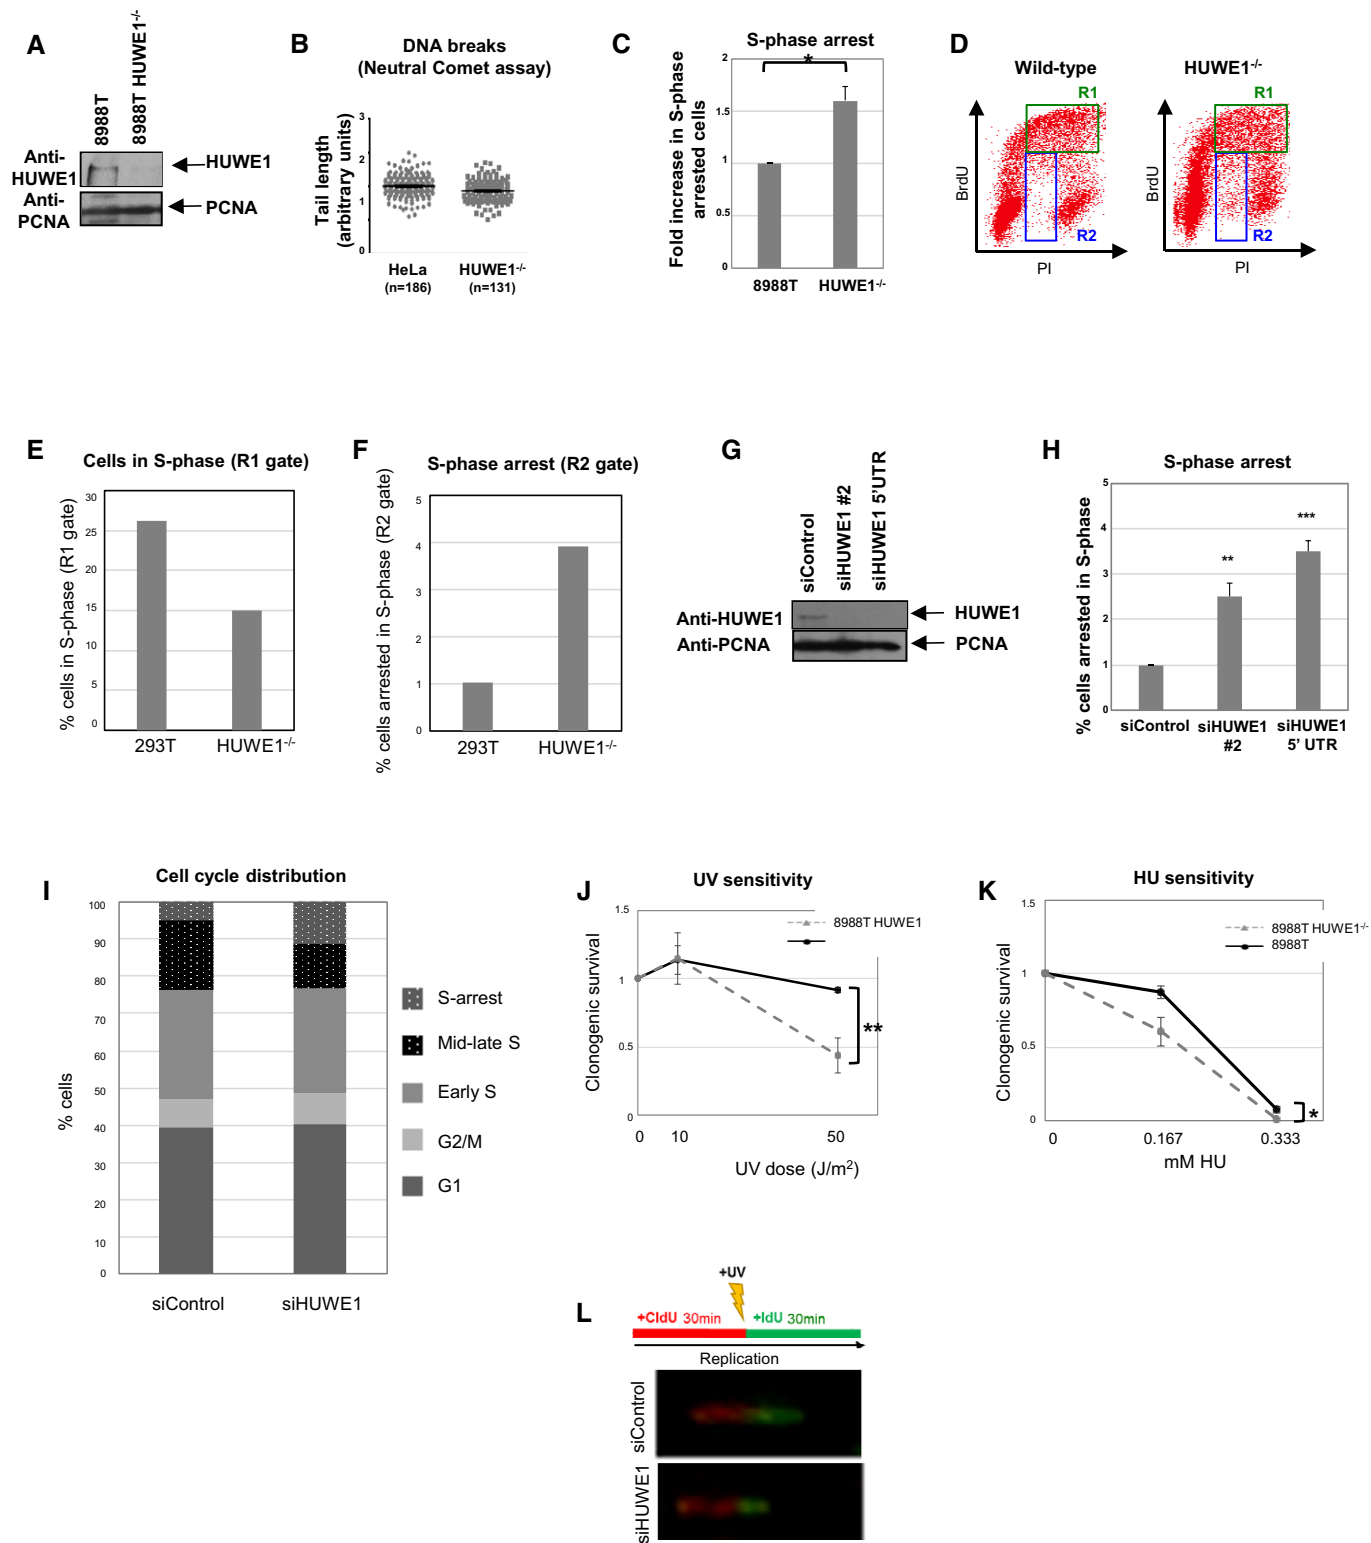 A
8988T
8988T HUWE1-/-
Anti-
HUWE1
HUWE1
Anti-
PCNA
PCNA
B
DNA breaks
(Neutral Comet assay)
Tail length
(arbitrary units)
3
2
1
0
HeLa
(n=186)
HUWE1-/-
(n=131)
C
S-phase arrest
*
Fold increase in S-phase
arrested cells
2
1.5
1
0.5
0
8988T
HUWE1-/-
D
Wild-type
HUWE1-/-
R1
R1
BrdU
BrdU
R2
R2
PI
PI
E
Cells in S-phase (R1 gate)
% cells in S-phase (R1 gate)
30
25
20
15
10
5
0
293T
HUWE1-/-
F
S-phase arrest (R2 gate)
% cells arrested in S-phase (R2 gate)
5
4
3
2
1
0
293T
HUWE1-/-
G
siControl
siHUWE1 #2
siHUWE1 5'UTR
Anti-HUWE1
HUWE1
Anti-PCNA
PCNA
H
S-phase arrest
% cells arrested in S-phase
5
4
3
2
1
0
**
***
siControl
siHUWE1
#2
siHUWE1
5' UTR
I
Cell cycle distribution
% cells
100
90
80
70
60
50
40
30
20
10
0
siControl
siHUWE1
S-arrest
Mid-late S
Early S
G2/M
G1
J
UV sensitivity
Clonogenic survival
1.5
1
0.5
0
8988T HUWE1
**
0
10
50
UV dose (J/m2)
K
HU sensitivity
Clonogenic survival
1.5
1
0.5
0
8988T HUWE1-/-
8988T
*
0
0.167
0.333
mM HU
L
+UV
+CldU 30min
+IdU 30min
Replication
siControl
siHUWE1